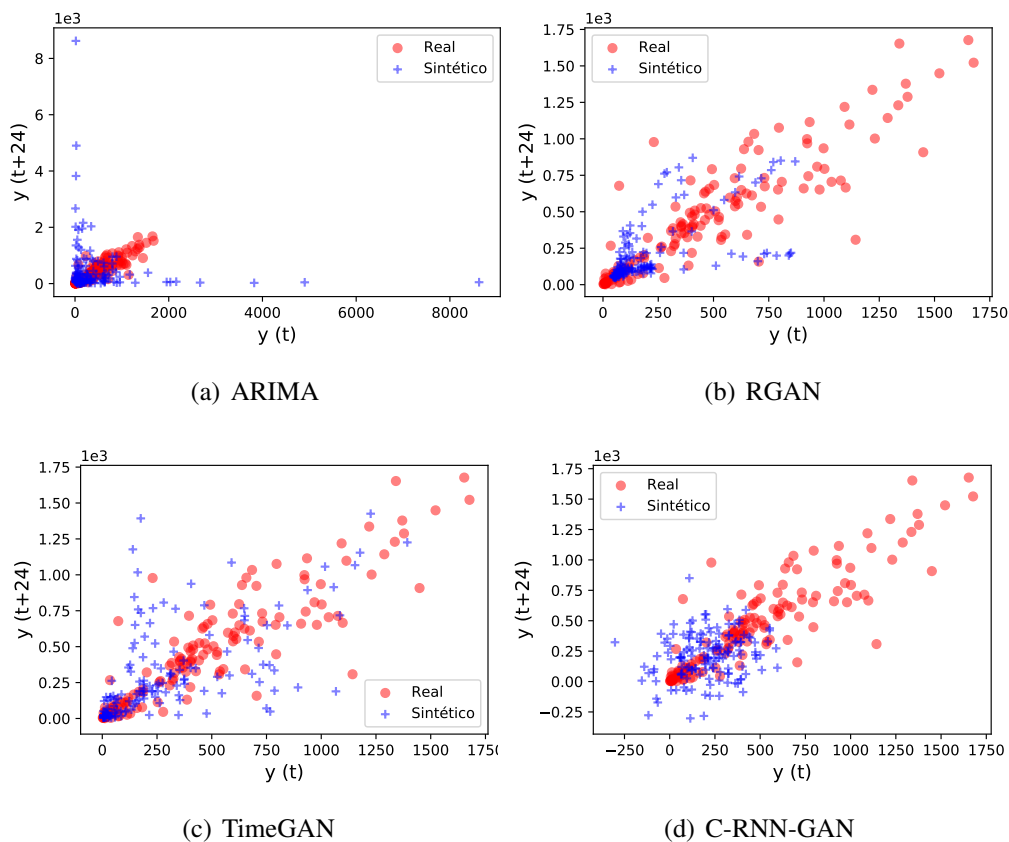 1e3
8
6
4
2
0
y (t+24)
0
2000
4000
6000
8000
y (t)
Real
Sintético
(a) ARIMA
1e3
1.75
1.50
1.25
1.00
0.75
0.50
0.25
0.00
y (t+24)
0
250
500
750
1000
1250
1500
1750
y (t)
Real
Sintético
(b) RGAN
1e3
1.75
1.50
1.25
1.00
0.75
0.50
0.25
0.00
y (t+24)
0
250
500
750
1000
1250
1500
1750
y (t)
Real
Sintético
(c) TimeGAN
1e3
1.75
1.50
1.25
1.00
0.75
0.50
0.25
0.00
−0.25
y (t+24)
−250
0
250
500
750
1000
1250
1500
1750
y (t)
Real
Sintético
(d) C-RNN-GAN